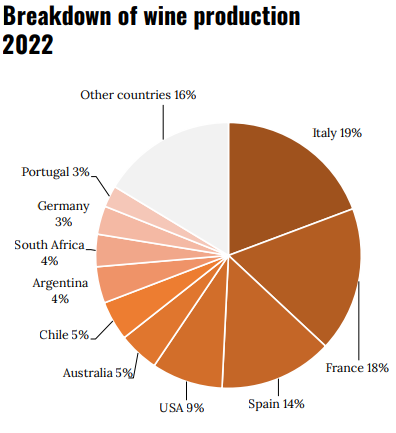 Breakdown of wine production
2022
Other countries 16%
Italy 19%
Portugal 3%
Germany
3%
South Africa
4%
Argentina
4%
Chile 5%
Australia 5%
USA 9%
Spain 14%
France 18%